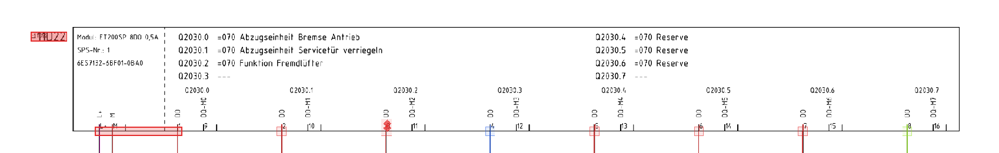 Modul: ET200SP 8DO 0,5A
SPS-Nr.: 1
6ES7132-6BF01-0BA0
Q2030.0 =070 Abzugseinheit Bremse Antrieb
Q2030.1 =070 Abzugseinheit Servicetür verriegeln
Q2030.2 =070 Funktion Fremdlüfter
Q2030.3 ---
Q2030.4 =070 Reserve
Q2030.5 =070 Reserve
Q2030.6 =070 Reserve
Q2030.7 ---
Q2030.0 Q2030.1 Q2030.2 Q2030.3 Q2030.4 Q2030.5 Q2030.6 Q2030.7
L+ M DQ DQ-M0 DQ DQ-M1 DQ DQ-M2 DQ DQ-M3 DQ DQ-M4 DQ DQ-M5 DQ DQ-M6 DQ DQ-M7
L+ M 1 9 2 10 11 4 12 5 13 6 14 7 15 8 16